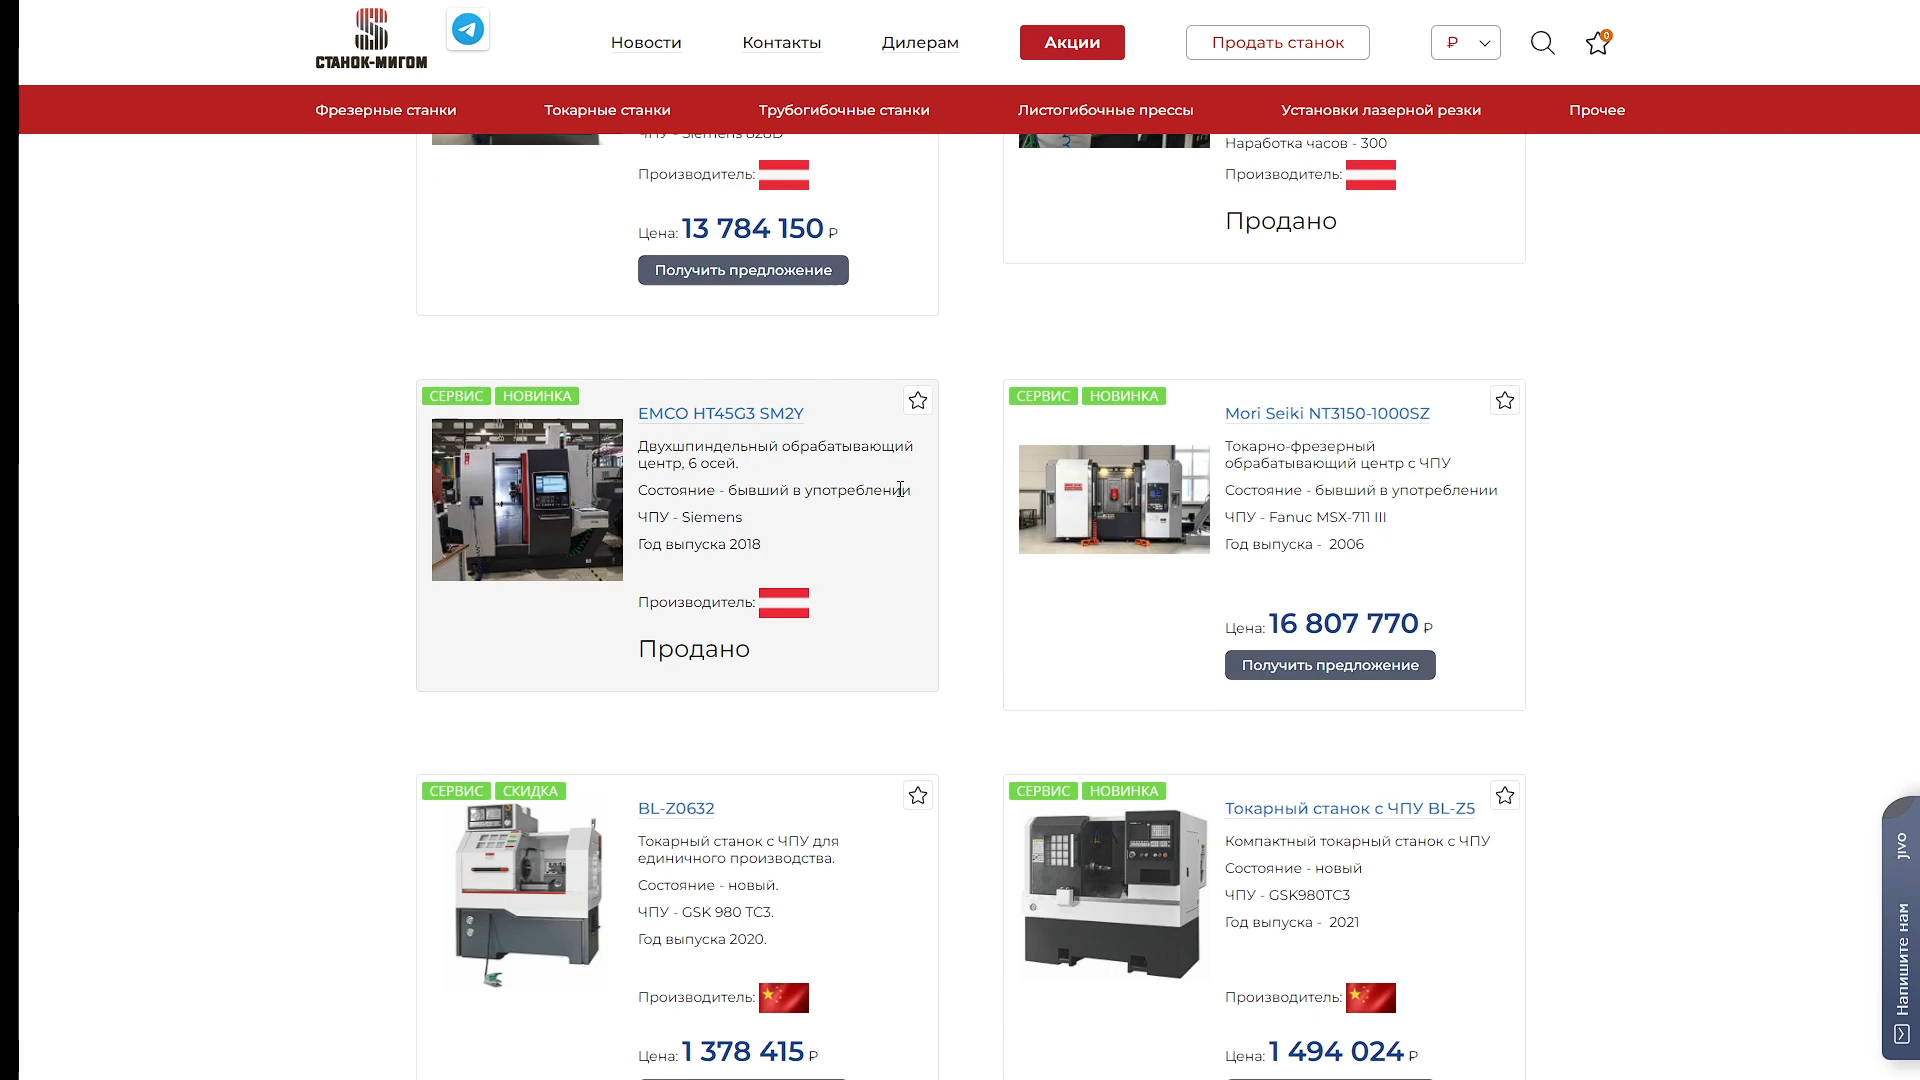 СТАНОК-МИГОМ
Новости
Контакты
Дилерам
Акции
Продать станок
₽
0
Фрезерные станки
Токарные станки
Трубогибочные станки
Листогибочные прессы
Установки лазерной резки
Прочее
ЧПУ - Siemens 828D
Производитель:
Цена: 13 784 150 ₽
Получить предложение
Наработка часов - 300
Производитель:
Продано
СЕРВИС НОВИНКА
EMCO HT45G3 SM2Y
Двухшпиндельный обрабатывающий
центр, 6 осей.
Состояние - бывший в употреблении
ЧПУ - Siemens
Год выпуска 2018
Производитель:
Продано
СЕРВИС НОВИНКА
Mori Seiki NT3150-1000SZ
Токарно-фрезерный
обрабатывающий центр с ЧПУ
Состояние - бывший в употреблении
ЧПУ - Fanuc MSX-711 III
Год выпуска - 2006
Цена: 16 807 770 ₽
Получить предложение
СЕРВИС СКИДКА
BL-Z0632
Токарный станок с ЧПУ для
единичного производства.
Состояние - новый.
ЧПУ - GSK 980 TC3.
Год выпуска 2020.
Производитель:
Цена: 1 378 415 ₽
СЕРВИС НОВИНКА
Токарный станок с ЧПУ BL-Z5
Компактный токарный станок с ЧПУ
Состояние - новый
ЧПУ - GSK980TC3
Год выпуска - 2021
Производитель:
Цена: 1 494 024 ₽
jivo
Напишите нам